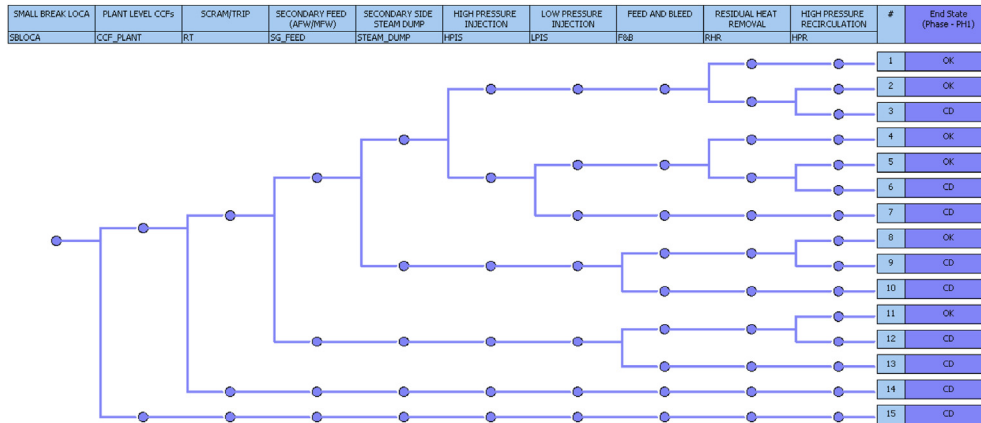 SMALL BREAK LOCA
PLANT LEVEL CCFs
SCRAM/TRIP
SECONDARY FEED
(AFW/MFW)
SECONDARY SIDE
STEAM DUMP
HIGH PRESSURE
INJECTION
LOW PRESSURE
INJECTION
FEED AND BLEED
RESIDUAL HEAT
REMOVAL
HIGH PRESSURE
RECIRCULATION
#
End State
(Phase - PH1)
SBLOCA
CCF_PLANT
RT
SG_FEED
STEAM_DUMP
HPIS
LPIS
F&B
RHR
HPR
1 OK
2 OK
3 CD
4 OK
5 OK
6 CD
7 CD
8 OK
9 CD
10 CD
11 OK
12 CD
13 CD
14 CD
15 CD